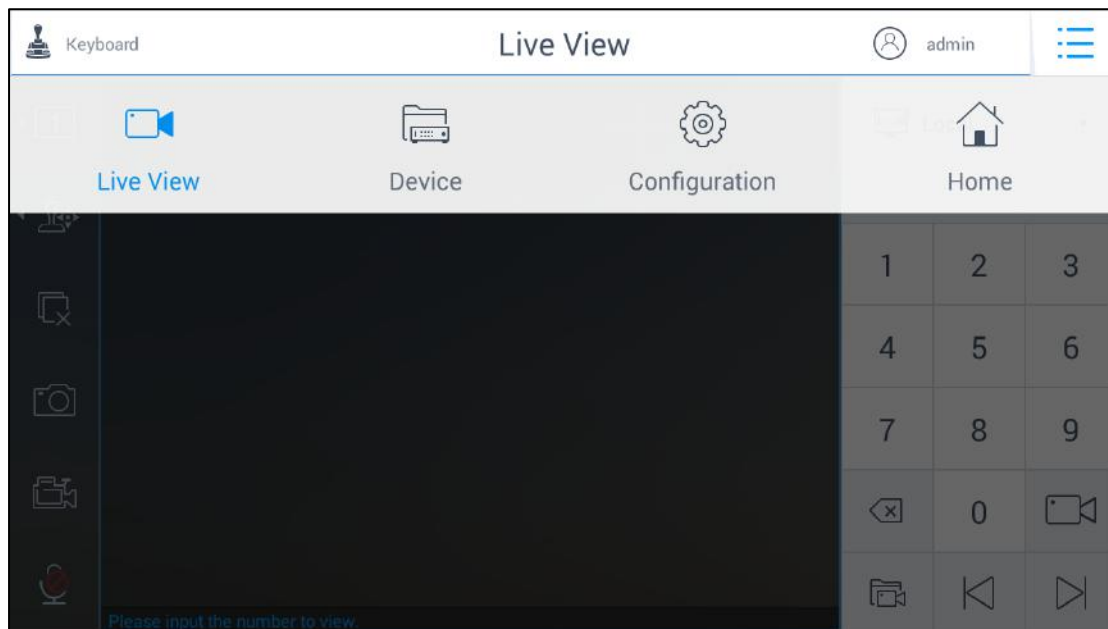 Keyboard
Live View
admin
Live View
Device
Configuration
Home
1 2 3
4 5 6
7 8 9
0
Please input the number to view.